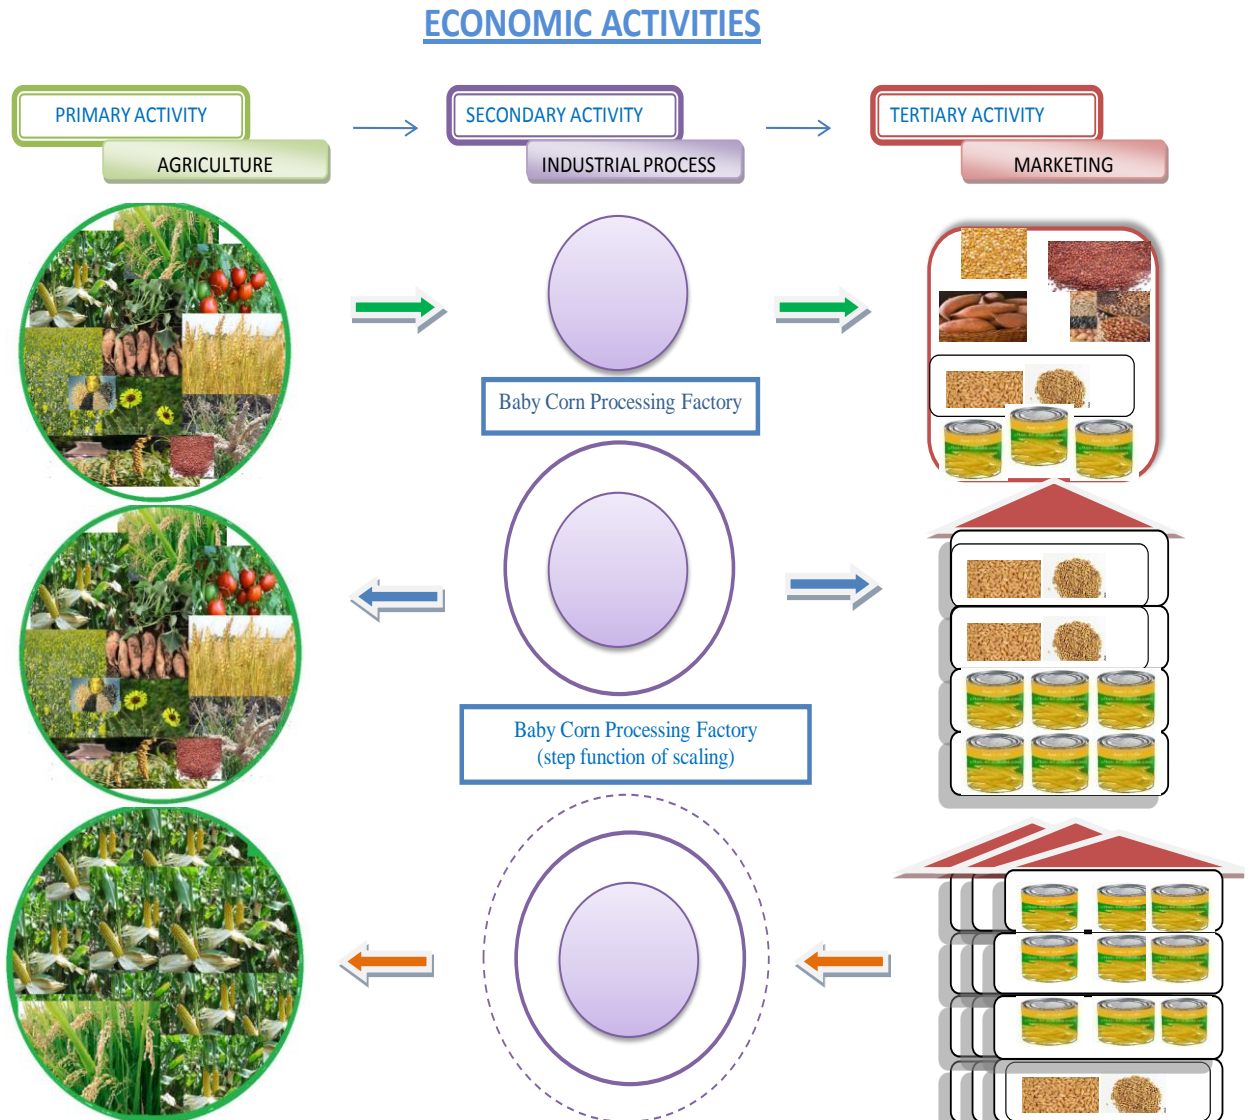 ECONOMIC ACTIVITIES
PRIMARY ACTIVITY
AGRICULTURE
SECONDARY ACTIVITY
INDUSTRIAL PROCESS
TERTIARY ACTIVITY
MARKETING
Baby Corn Processing Factory
Baby Corn Processing Factory
(step function of scaling)